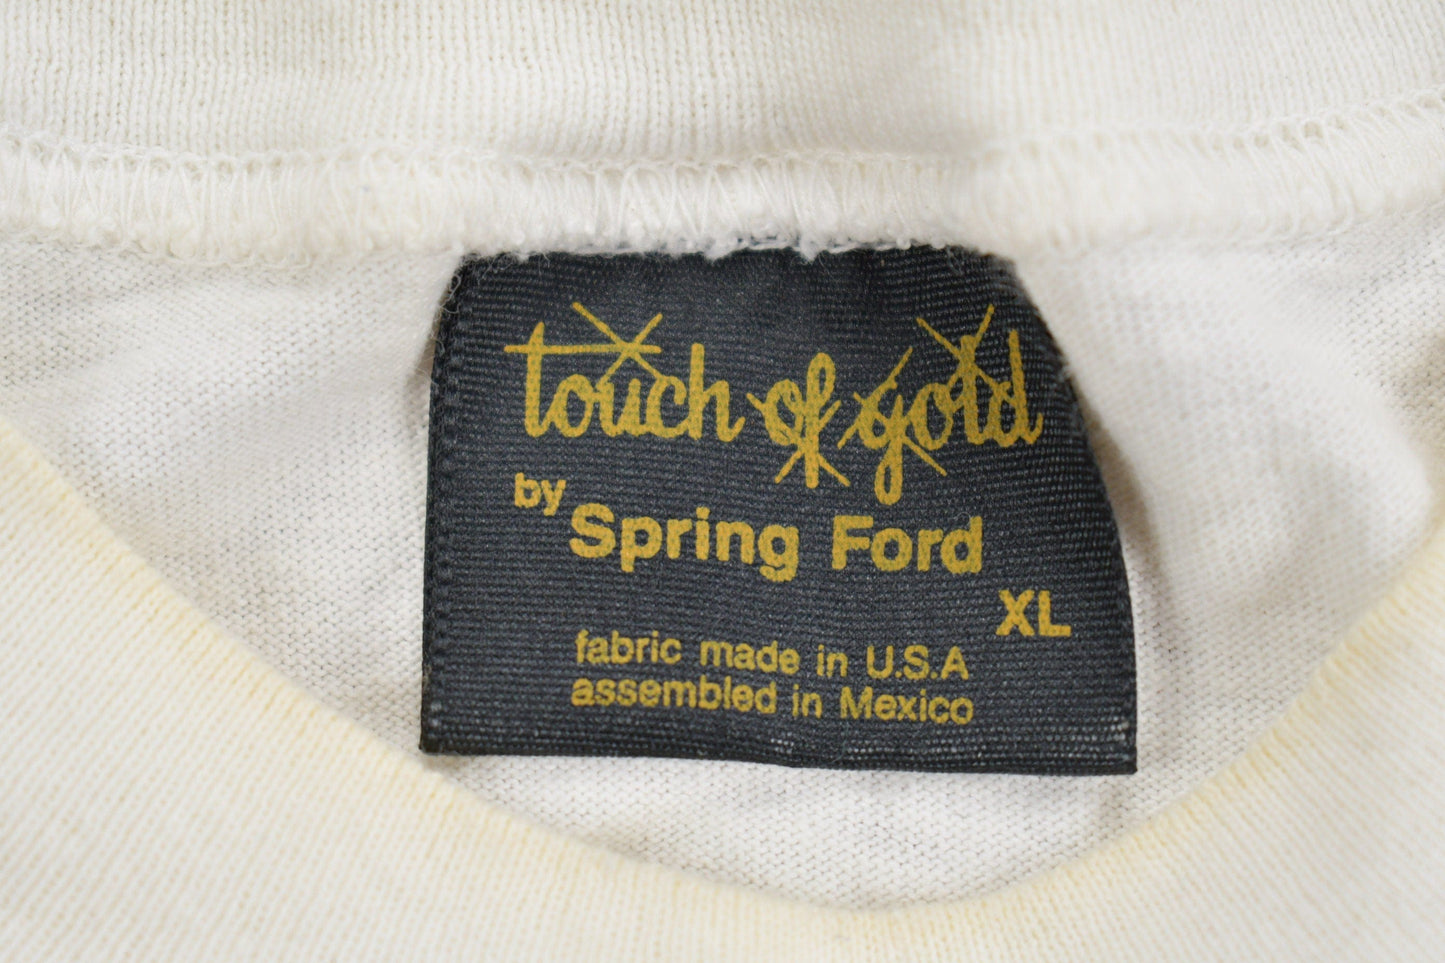 touch of gold
by
Spring Ford
XL
fabric made in U.S.A
assembled in Mexico